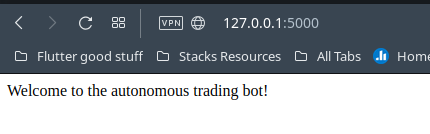 VPN 127.0.0.1:5000
Flutter good stuff Stacks Resources All Tabs Home
Welcome to the autonomous trading bot!